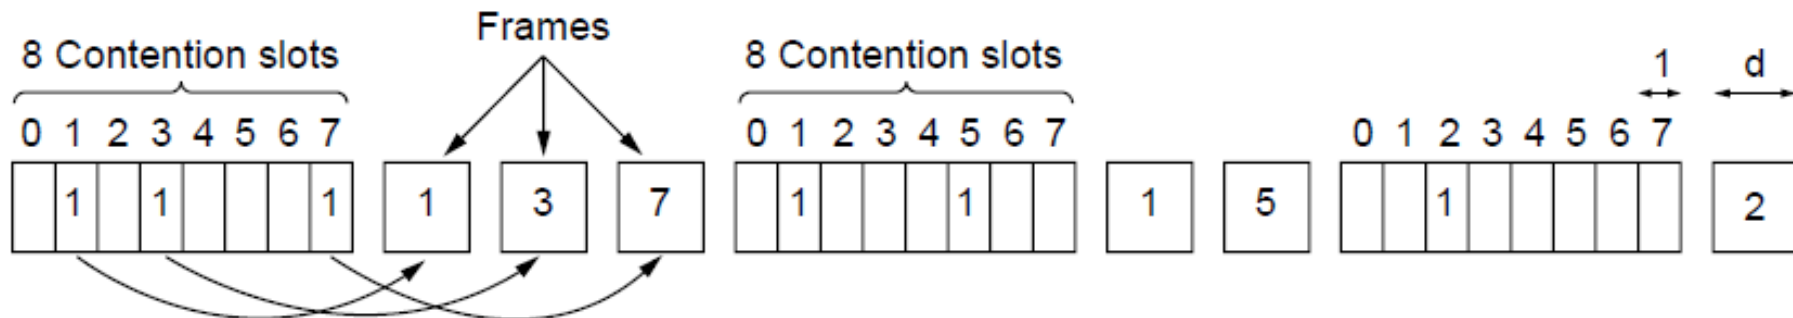 Frames
8 Contention slots 8 Contention slots 1 d
0 1 2 3 4 5 6 7 0 1 2 3 4 5 6 7 0 1 2 3 4 5 6 7
1 1 1 1 3 7 1 1 1 5 1 2